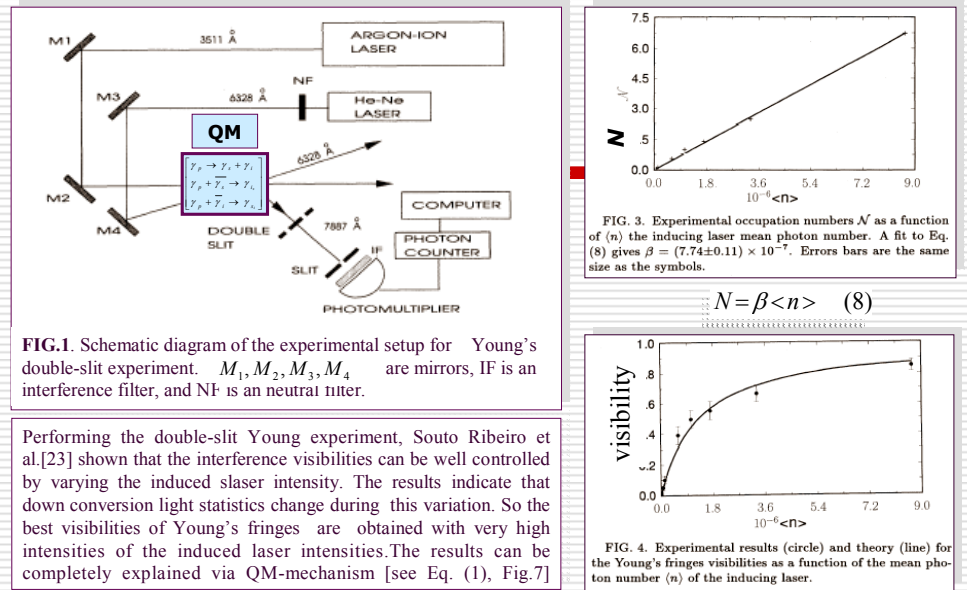 M1
3511 Å
ARGON-ION
LASER
NF
M3
6328 Å
He-Ne
LASER
QM
γp → γs + γi
γp + γ̅s → γi,
γp + γ̅i → γs,
6328 Å
M2
M4
DOUBLE
SLIT
7887 Å
COMPUTER
PHOTON
COUNTER
SLIT
IF
PHOTOMULTIPLIER
FIG.1. Schematic diagram of the experimental setup for Young’s
double-slit experiment. M1, M2, M3, M4 are mirrors, IF is an
interference filter, and NF is an neutral filter.
Performing the double-slit Young experiment, Souto Ribeiro et
al.[23] shown that the interference visibilities can be well controlled
by varying the induced slaser intensity. The results indicate that
down conversion light statistics change during this variation. So the
best visibilities of Young’s fringes are obtained with very high
intensities of the induced laser intensities.The results can be
completely explained via QM-mechanism [see Eq. (1), Fig.7]
7.5
6.0
4.5
3.0
.5
0.0
N
N
0.0 1.8 3.6 5.4 7.2 9.0
10⁻⁶<n>
FIG. 3. Experimental occupation numbers N as a function
of ⟨n⟩ the inducing laser mean photon number. A fit to Eq.
(8) gives β = (7.74±0.11) × 10⁻⁷. Errors bars are the same
size as the symbols.
N=β<n> (8)
1.0
.8
.6
.4
.2
0.0
visibility
0.0 1.8 3.6 5.4 7.2 9.0
10⁻⁶<n>
FIG. 4. Experimental results (circle) and theory (line) for
the Young's fringes visibilities as a function of the mean pho-
ton number ⟨n⟩ of the inducing laser.